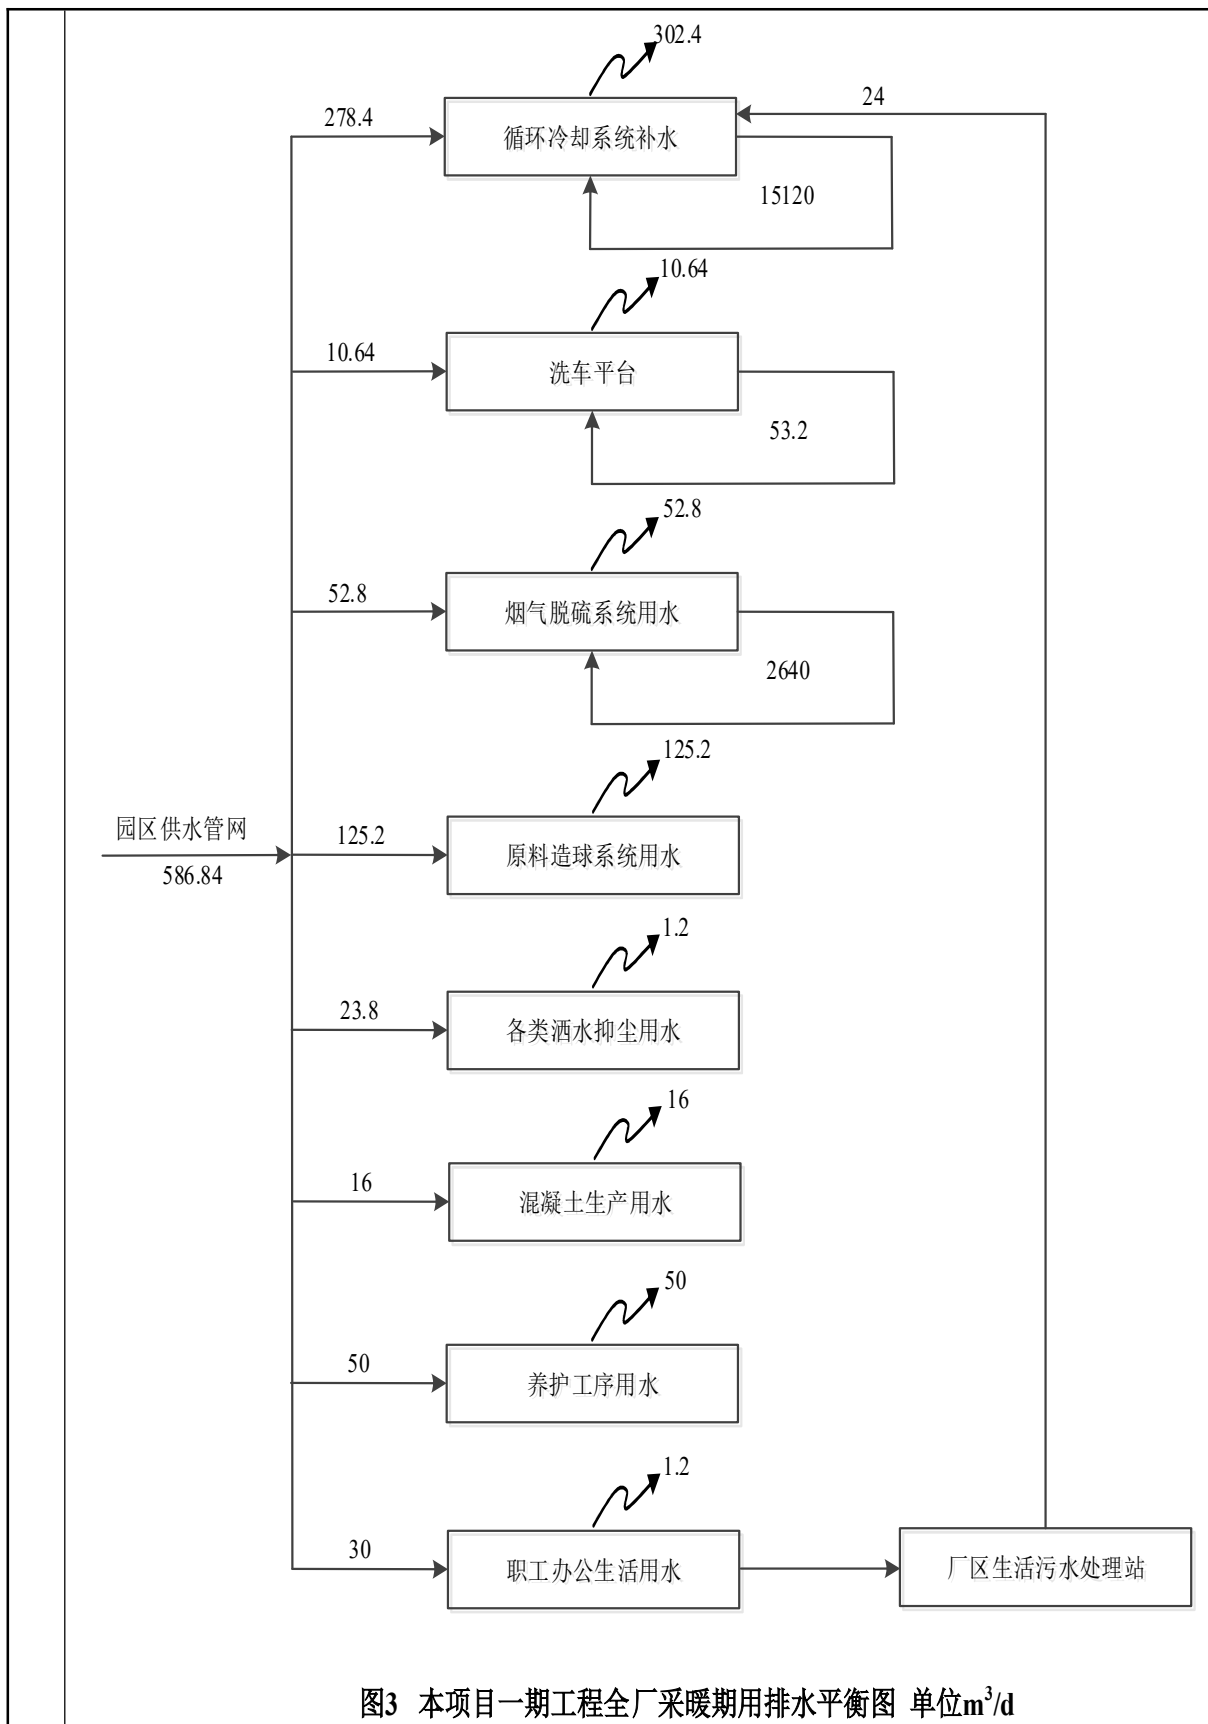 302.4
278.4
24
循环冷却系统补水
15120
10.64
10.64
洗车平台
53.2
52.8
52.8
烟气脱硫系统用水
2640
125.2
园区供水管网
125.2
原料造球系统用水
586.84
1.2
23.8
各类洒水抑尘用水
16
16
混凝土生产用水
50
50
养护工序用水
1.2
30
职工办公生活用水
厂区生活污水处理站
图3 本项目一期工程全厂采暖期用排水平衡图 单位m³/d